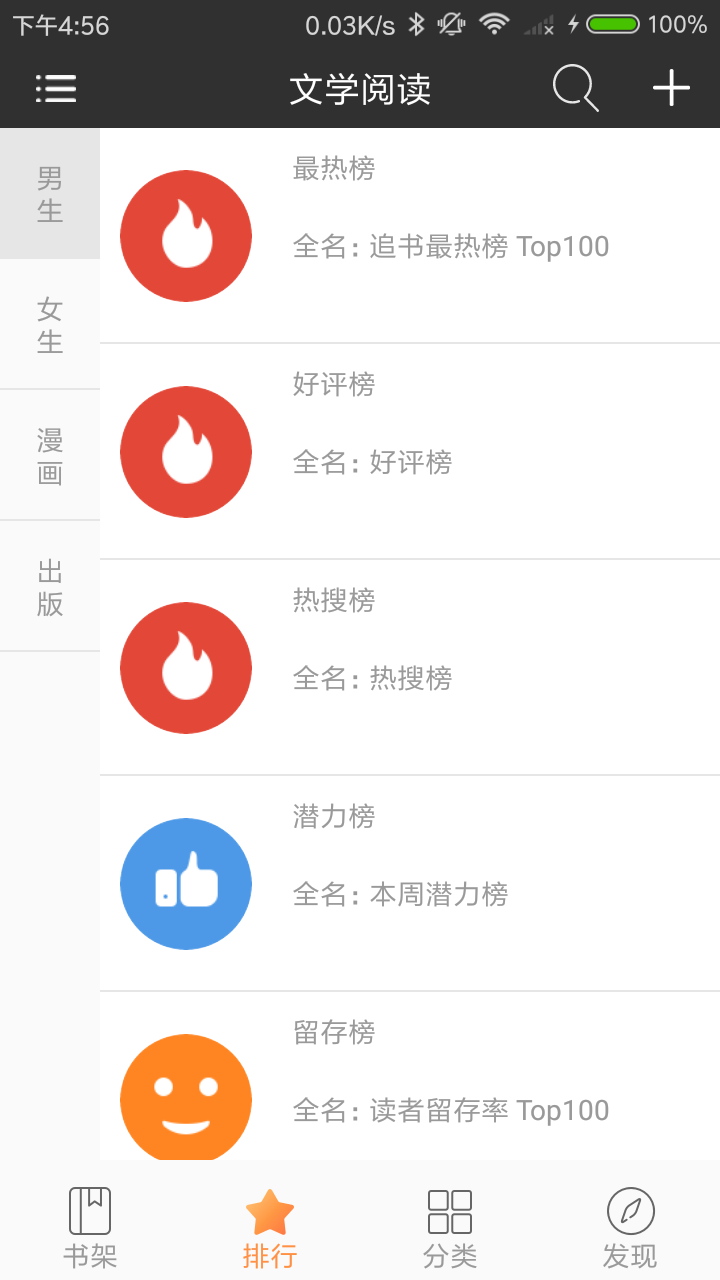 下午4:56
0.03K/s
100%
文学阅读
男生
女生
漫画
出版
最热榜
全名: 追书最热榜 Top100
好评榜
全名: 好评榜
热搜榜
全名: 热搜榜
潜力榜
全名: 本周潜力榜
留存榜
全名: 读者留存率 Top100
书架
排行
分类
发现